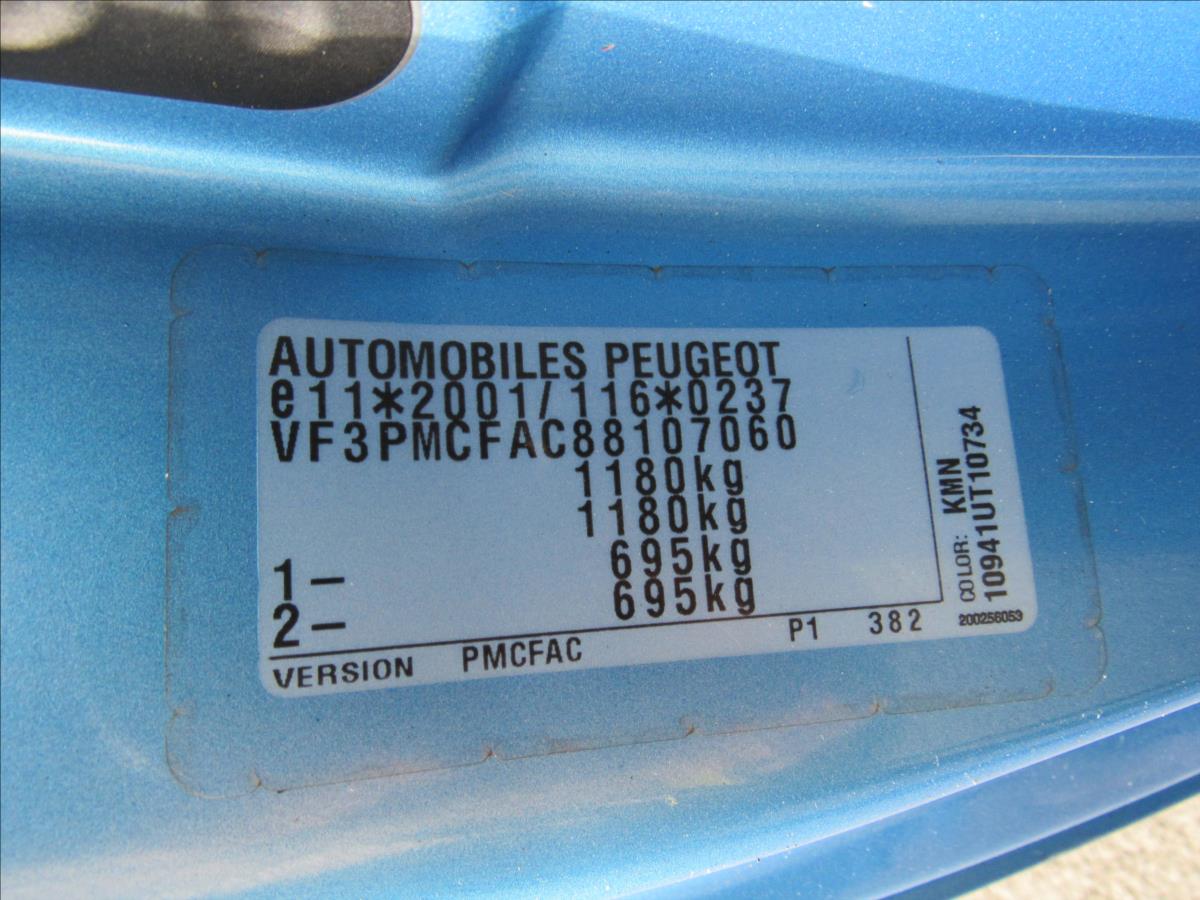 AUTOMOBILES PEUGEOT
e11*2001/116*0237
VF3PMCFAC88107060
1180kg
1180kg
1- 695kg
2- 695kg
VERSION PMCFAC P1 382
COLOR: KMN
10941UT10734
200256053